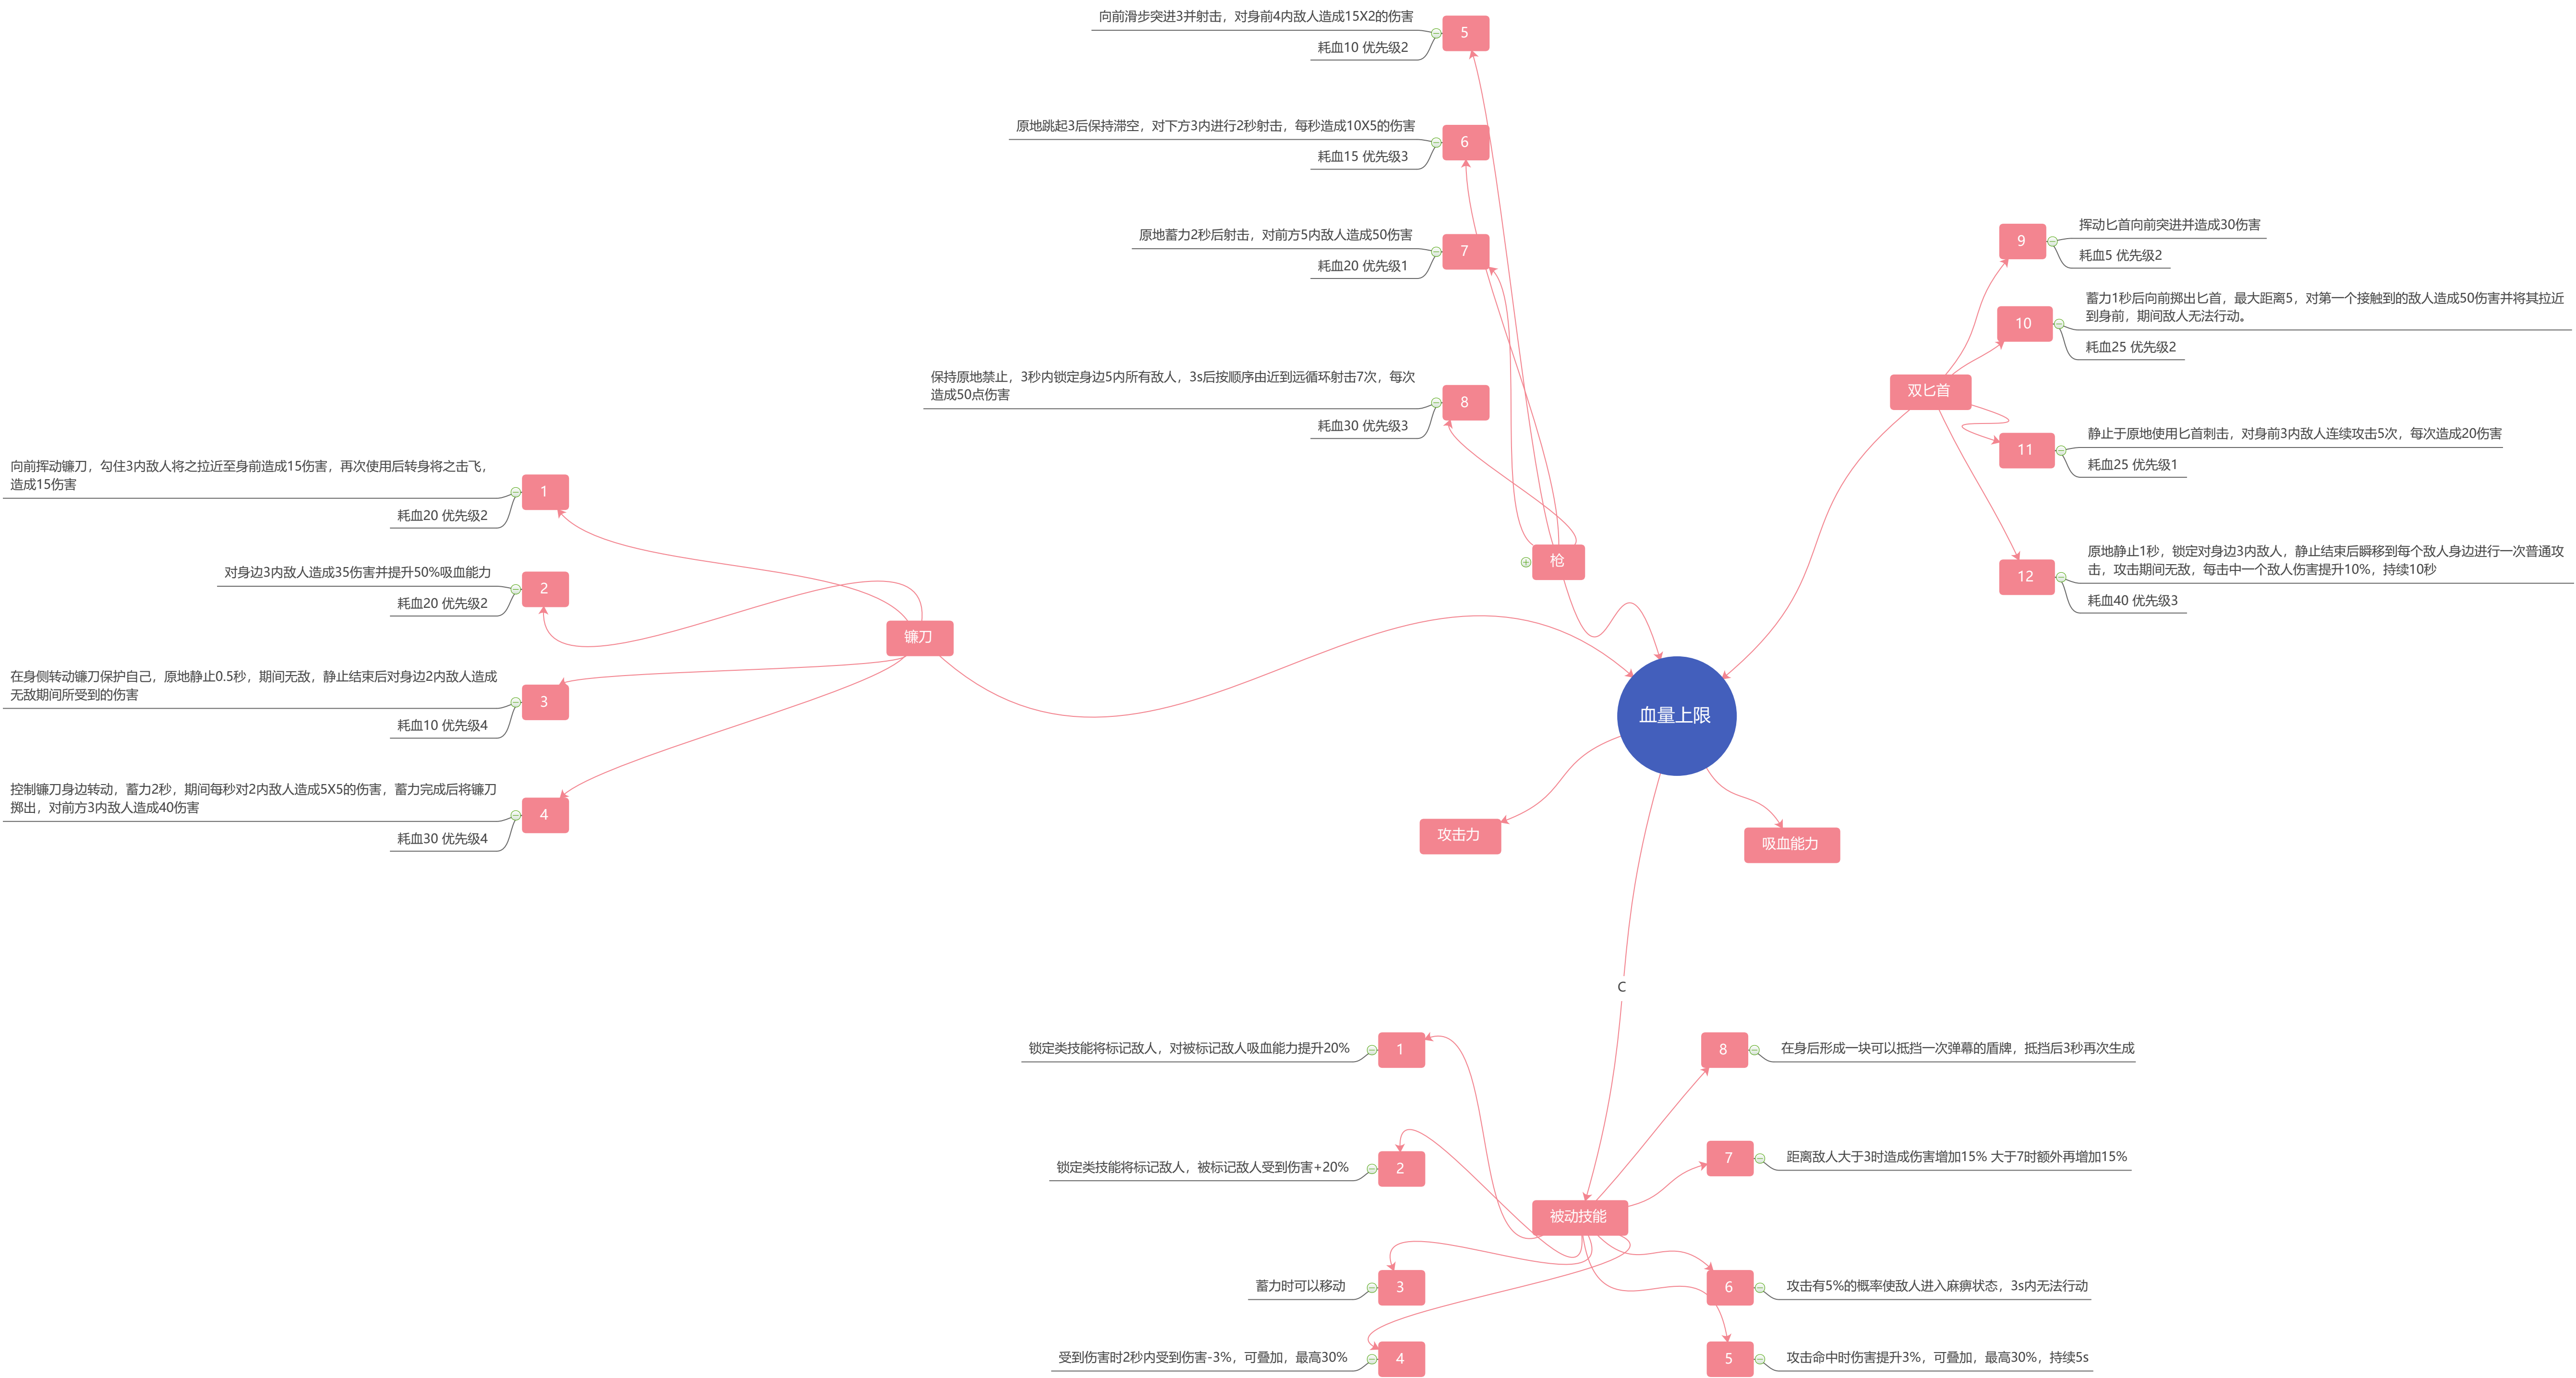 向前滑步突进3并射击，对身前4内敌人造成15X2的伤害
耗血10 优先级2
5
原地跳起3后保持滞空，对下方3内进行2秒射击，每秒造成10X5的伤害
耗血15 优先级3
6
原地蓄力2秒后射击，对前方5内敌人造成50伤害
耗血20 优先级1
7
保持原地禁止，3秒内锁定身边5内所有敌人，3s后按顺序由近到远循环射击7次，每次
造成50点伤害
耗血30 优先级3
8
枪
9
挥动匕首向前突进并造成30伤害
耗血5 优先级2
10
蓄力1秒后向前掷出匕首，最大距离5，对第一个接触到的敌人造成50伤害并将其拉近
到身前，期间敌人无法行动。
耗血25 优先级2
双匕首
11
静止于原地使用匕首刺击，对身前3内敌人连续攻击5次，每次造成20伤害
耗血25 优先级1
12
原地静止1秒，锁定对身边3内敌人，静止结束后瞬移到每个敌人身边进行一次普通攻
击，攻击期间无敌，每击中一个敌人伤害提升10%，持续10秒
耗血40 优先级3
向前挥动镰刀，勾住3内敌人将之拉近至身前造成15伤害，再次使用后转身将之击飞，
造成15伤害
耗血20 优先级2
1
对身边3内敌人造成35伤害并提升50%吸血能力
耗血20 优先级2
2
镰刀
在身侧转动镰刀保护自己，原地静止0.5秒，期间无敌，静止结束后对身边2内敌人造成
无敌期间所受到的伤害
耗血10 优先级4
3
控制镰刀身边转动，蓄力2秒，期间每秒对2内敌人造成5X5的伤害，蓄力完成后将镰刀
掷出，对前方3内敌人造成40伤害
耗血30 优先级4
4
血量上限
攻击力
吸血能力
C
锁定类技能将标记敌人，对被标记敌人吸血能力提升20%
1
8
在身后形成一块可以抵挡一次弹幕的盾牌，抵挡后3秒再次生成
锁定类技能将标记敌人，被标记敌人受到伤害+20%
2
7
距离敌人大于3时造成伤害增加15% 大于7时额外再增加15%
被动技能
蓄力时可以移动
3
6
攻击有5%的概率使敌人进入麻痹状态，3s内无法行动
受到伤害时2秒内受到伤害-3%，可叠加，最高30%
4
5
攻击命中时伤害提升3%，可叠加，最高30%，持续5s